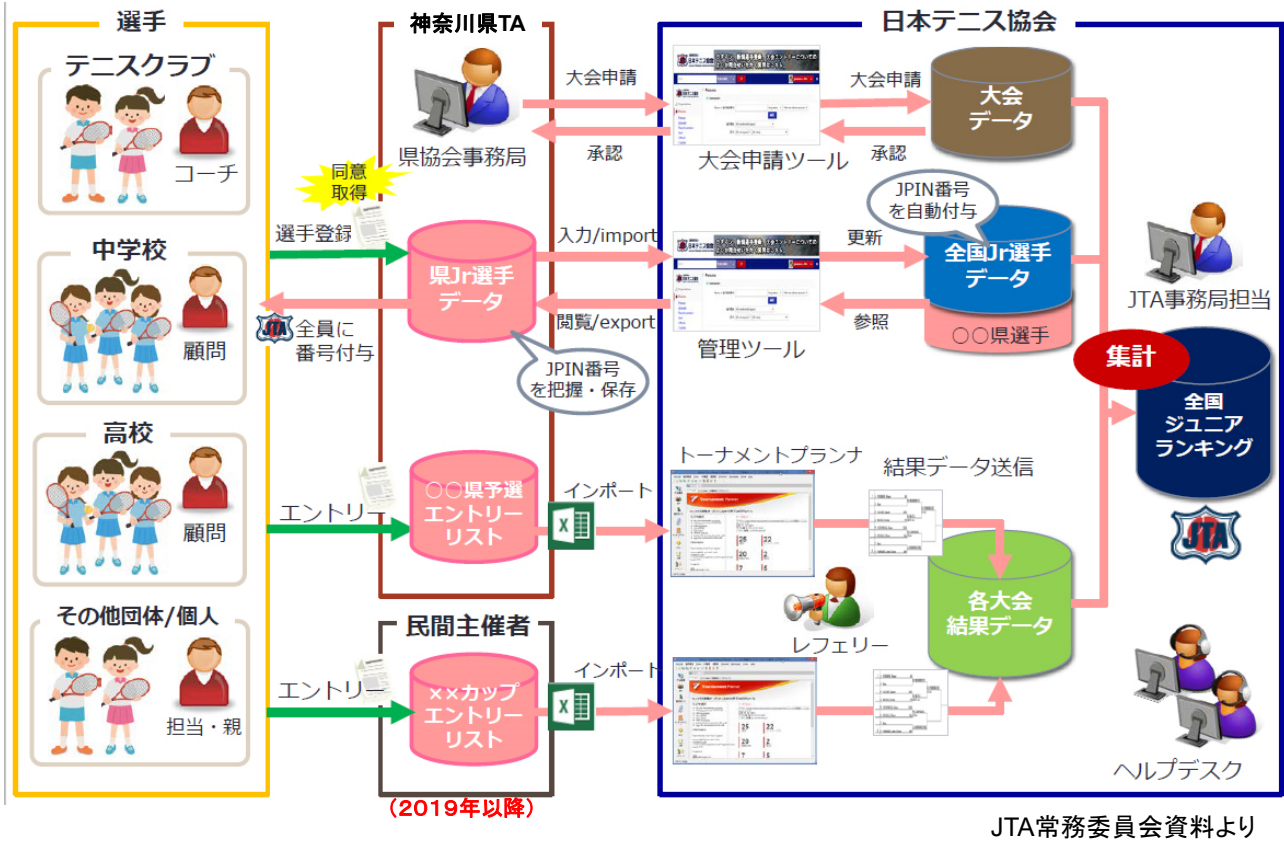 選手
テニスクラブ
コーチ
中学校
顧問
高校
顧問
その他団体/個人
担当・親
同意
取得
選手登録
JTA
全員に
番号付与
エントリー
エントリー
神奈川県TA
県協会事務局
県Jr選手
データ
JPIN番号
を把握・保存
○○県予選
エントリー
リスト
民間主催者
××カップ
エントリー
リスト
(2019年以降)
大会申請
承認
入力/import
閲覧/export
インポート
インポート
日本テニス協会
大会申請ツール
大会申請
承認
大会
データ
JPIN番号
を自動付与
管理ツール
更新
参照
全国Jr選手
データ
○○県選手
JTA事務局担当
集計
全国
ジュニア
ランキング
JTA
トーナメントプランナ
25
22
20
2
7
5
結果データ送信
レフェリー
各大会
結果データ
25
22
20
2
7
5
ヘルプデスク
JTA常務委員会資料より